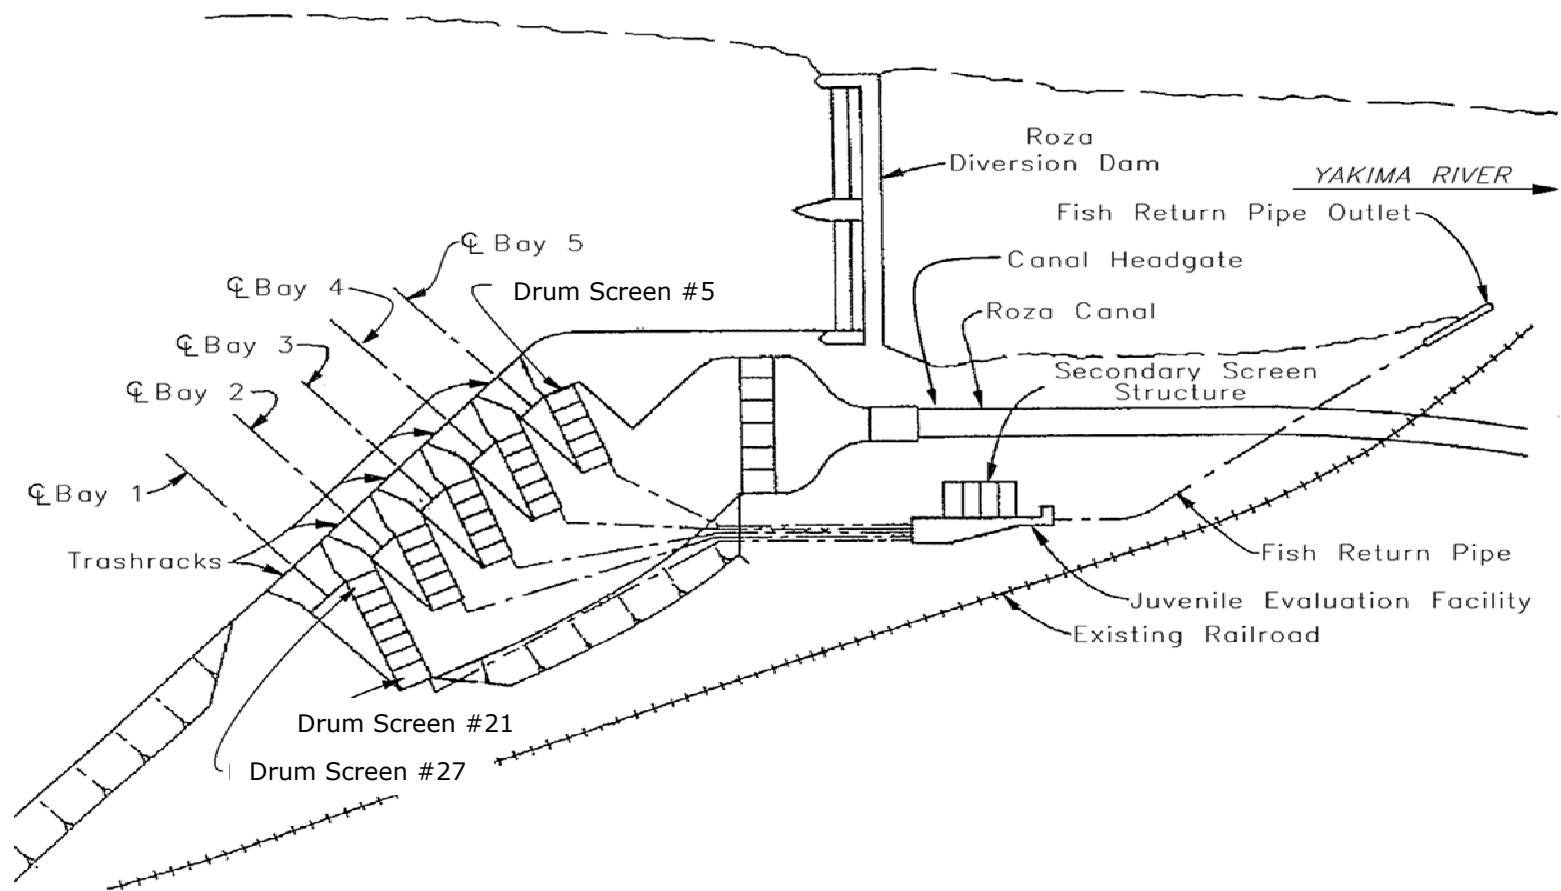 Roza
Diversion Dam
YAKIMA RIVER
Fish Return Pipe Outlet
℄ Bay 5
Canal Headgate
℄ Bay 4
Drum Screen #5
Roza Canal
℄ Bay 3
Secondary Screen
Structure
℄ Bay 2
℄ Bay 1
Trashracks
Fish Return Pipe
Juvenile Evaluation Facility
Existing Railroad
Drum Screen #21
Drum Screen #27